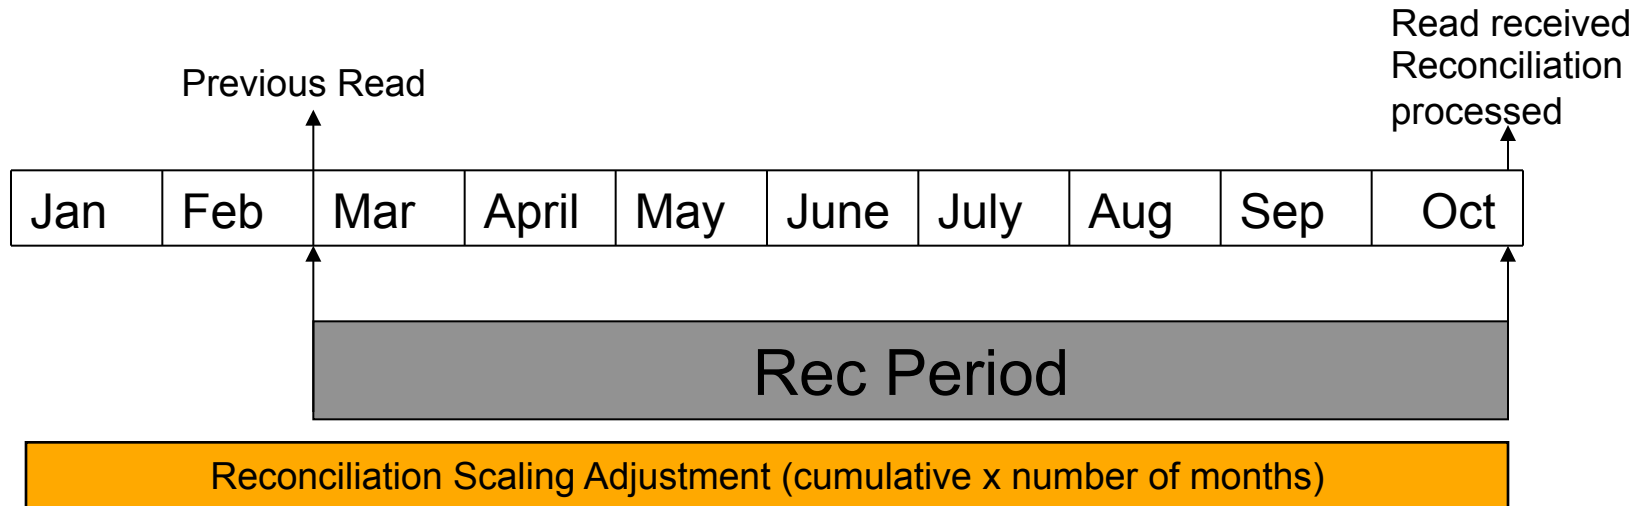 Read received
Reconciliation
processed
Previous Read
Jan Feb Mar April May June July Aug Sep Oct
Rec Period
Reconciliation Scaling Adjustment (cumulative x number of months)